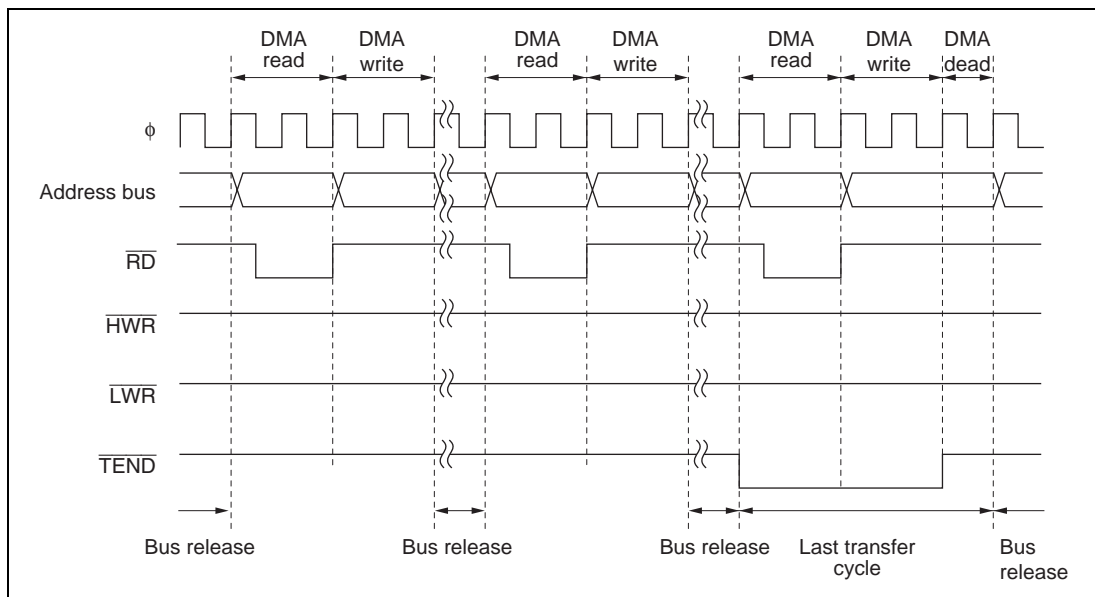 DMA read
DMA write
DMA read
DMA write
DMA read
DMA write
DMA dead
φ
Address bus
RD
HWR
LWR
TEND
Bus release
Bus release
Bus release
Last transfer cycle
Bus release